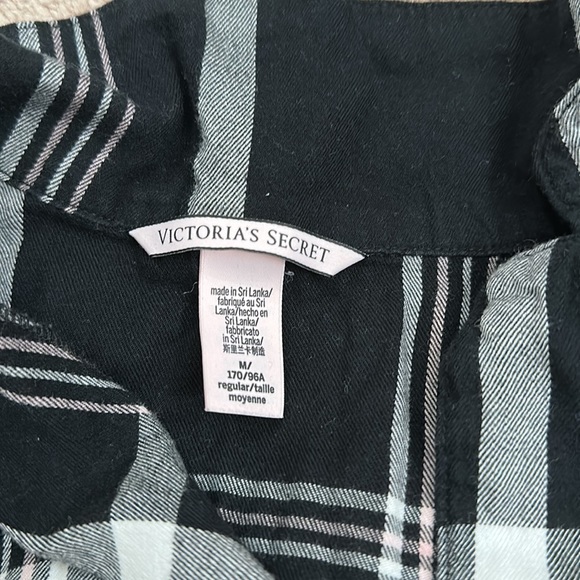 VICTORIA'S SECRET
made in Sri Lanka/
fabriqué au Sri
Lanka/hecho en
Sri Lanka/
fabbricato
in Sri Lanka/
斯里兰卡制造
M/
170/96A
regular/taille
moyenne